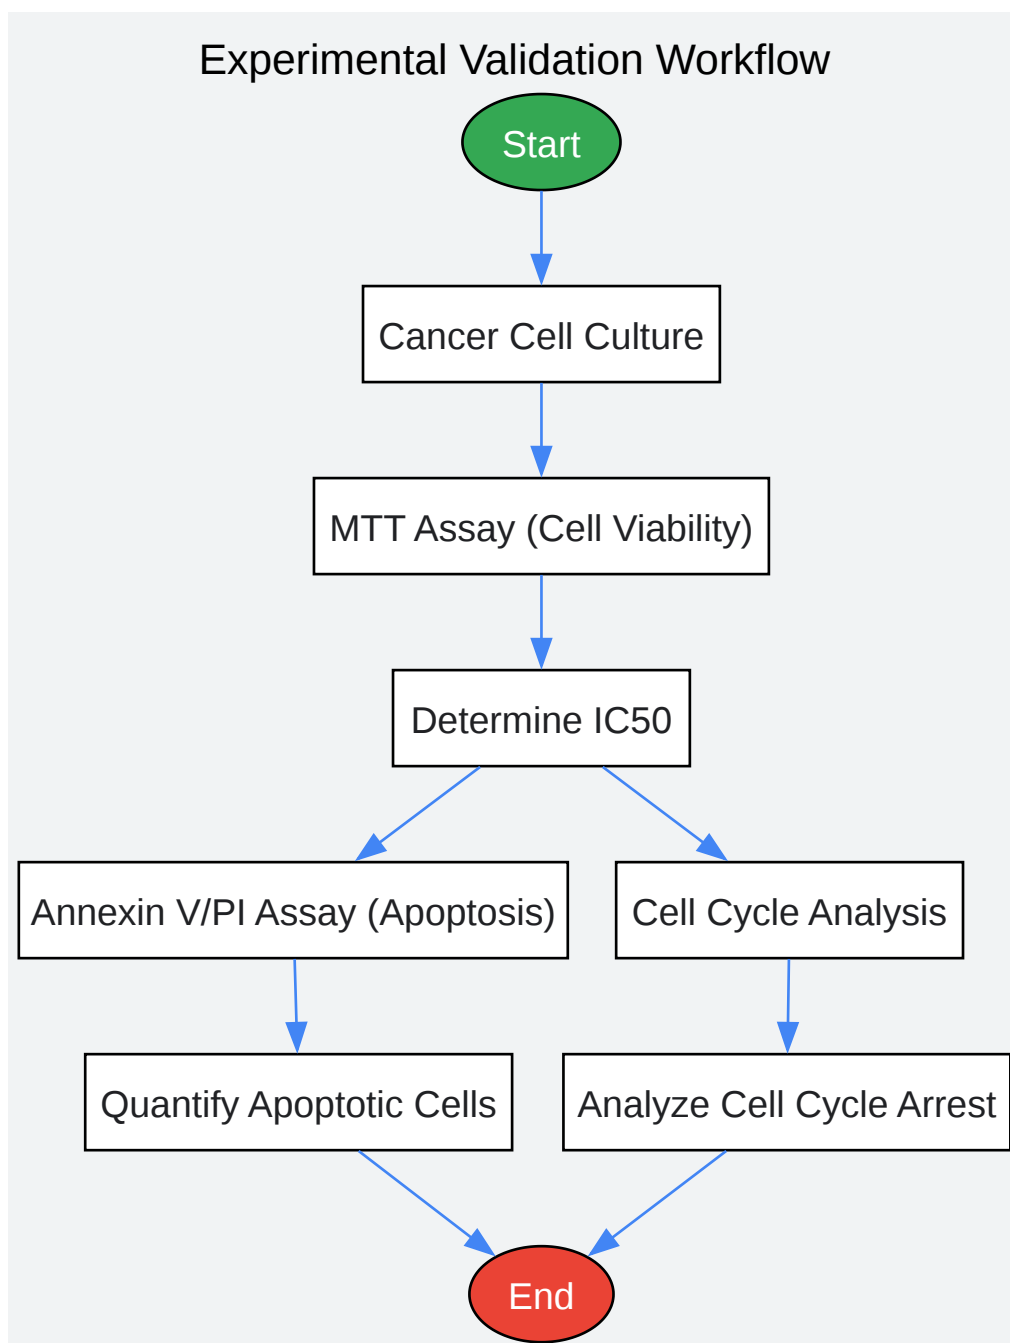 Experimental Validation Workflow
Start
Cancer Cell Culture
MTT Assay (Cell Viability)
Determine IC50
Annexin V/PI Assay (Apoptosis)
Cell Cycle Analysis
Quantify Apoptotic Cells
Analyze Cell Cycle Arrest
End